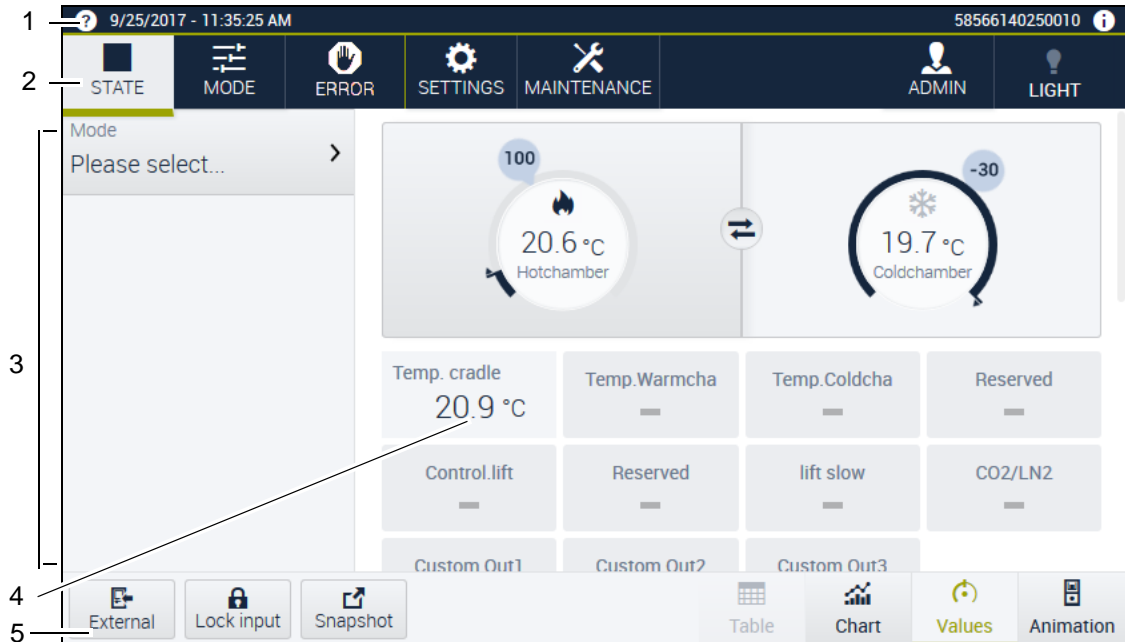 1
? 9/25/2017 - 11:35:25 AM 58566140250010 i
2
STATE MODE ERROR SETTINGS MAINTENANCE ADMIN LIGHT
Mode
Please select...
100
20.6 °C
Hotchamber
-30
19.7 °C
Coldchamber
3
Temp. cradle Temp.Warmcha Temp.Coldcha Reserved
20.9 °C
Control.lift Reserved lift slow CO2/LN2
Custom Out1 Custom Out2 Custom Out3
4
5
External Lock input Snapshot Table Chart Values Animation